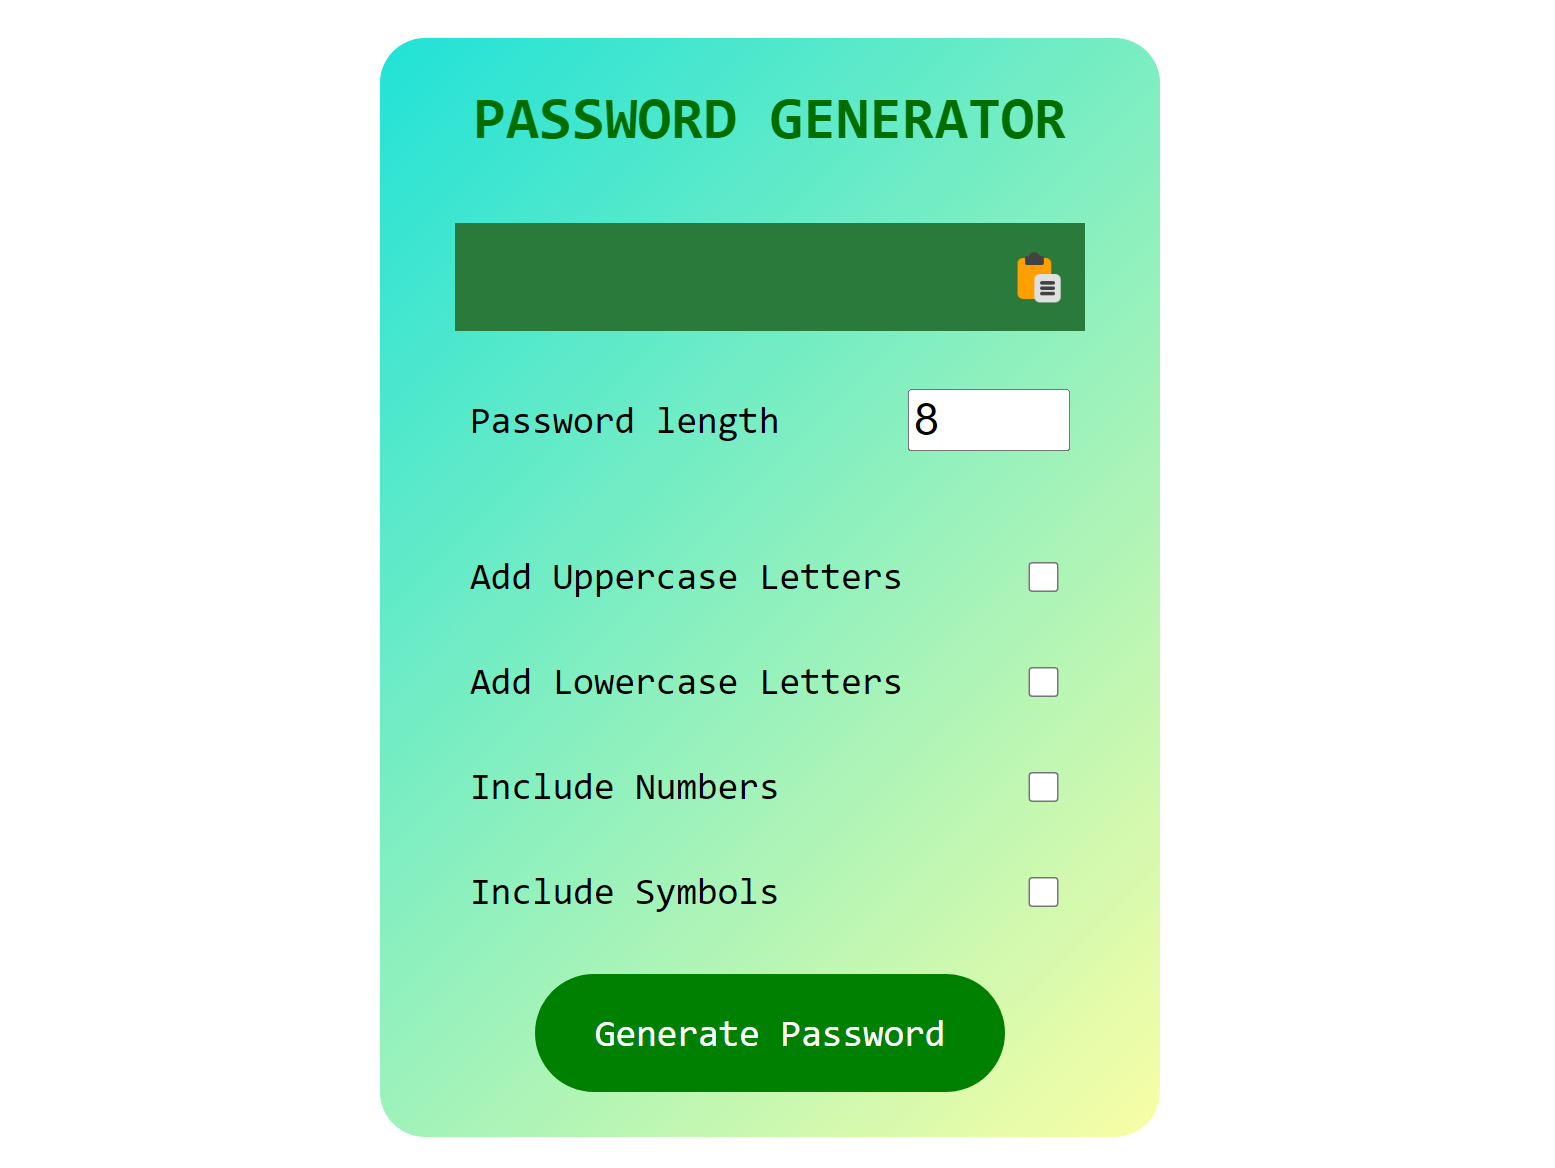 PASSWORD GENERATOR
Password length 8
Add Uppercase Letters
Add Lowercase Letters
Include Numbers
Include Symbols
Generate Password